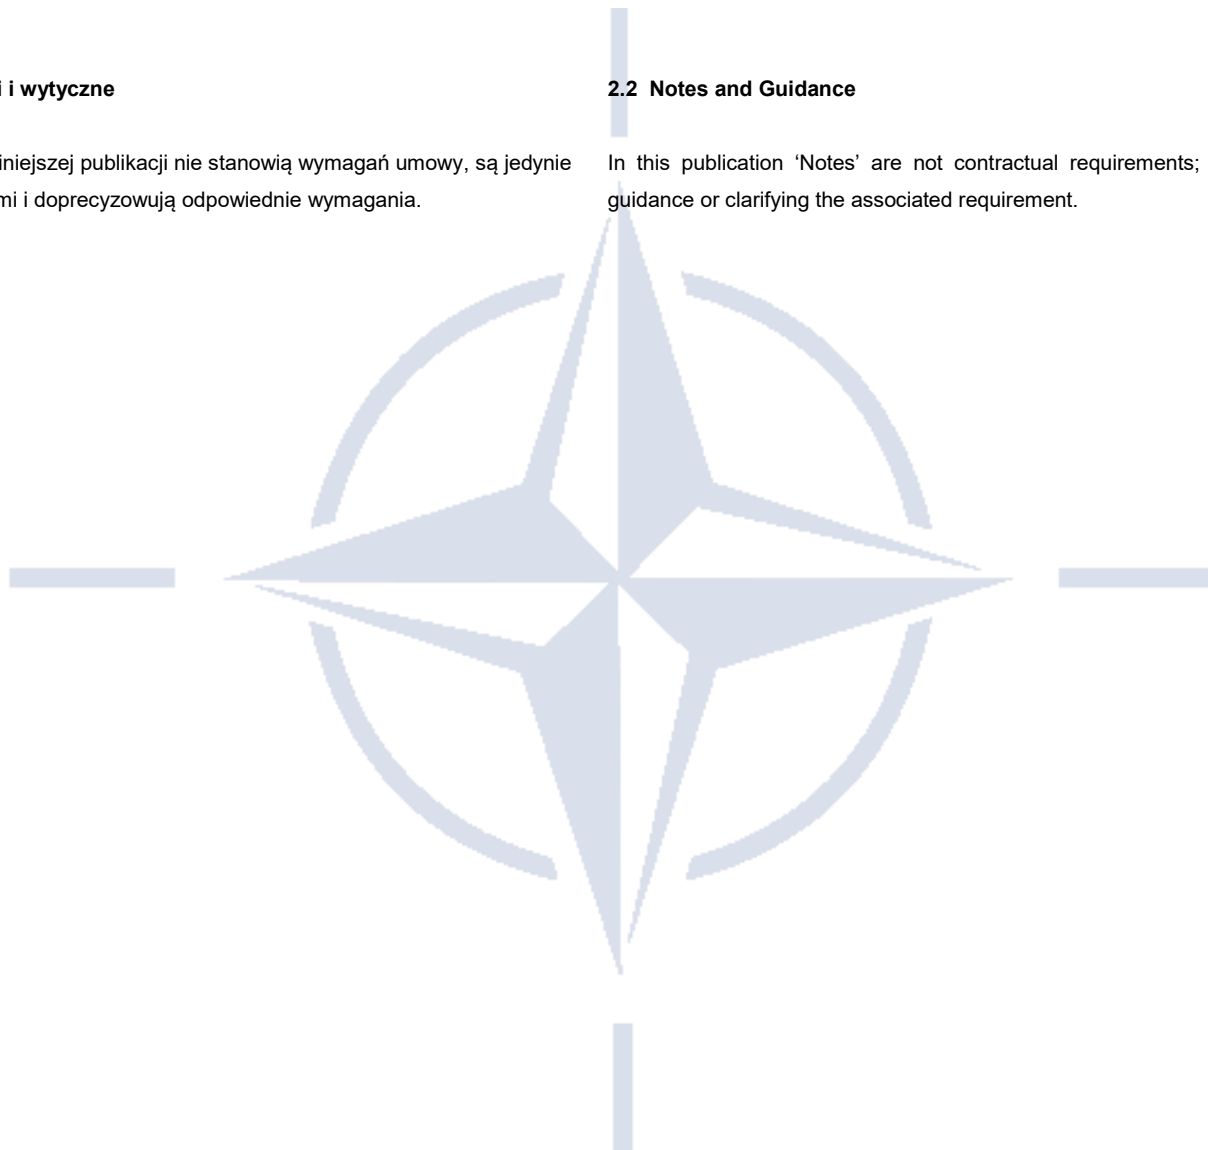 i i wytyczne
iniejszej publikacji nie stanowią wymagań umowy, są jedynie
mi i doprecyzowują odpowiednie wymagania.
2.2 Notes and Guidance
In this publication ‘Notes’ are not contractual requirements;
guidance or clarifying the associated requirement.